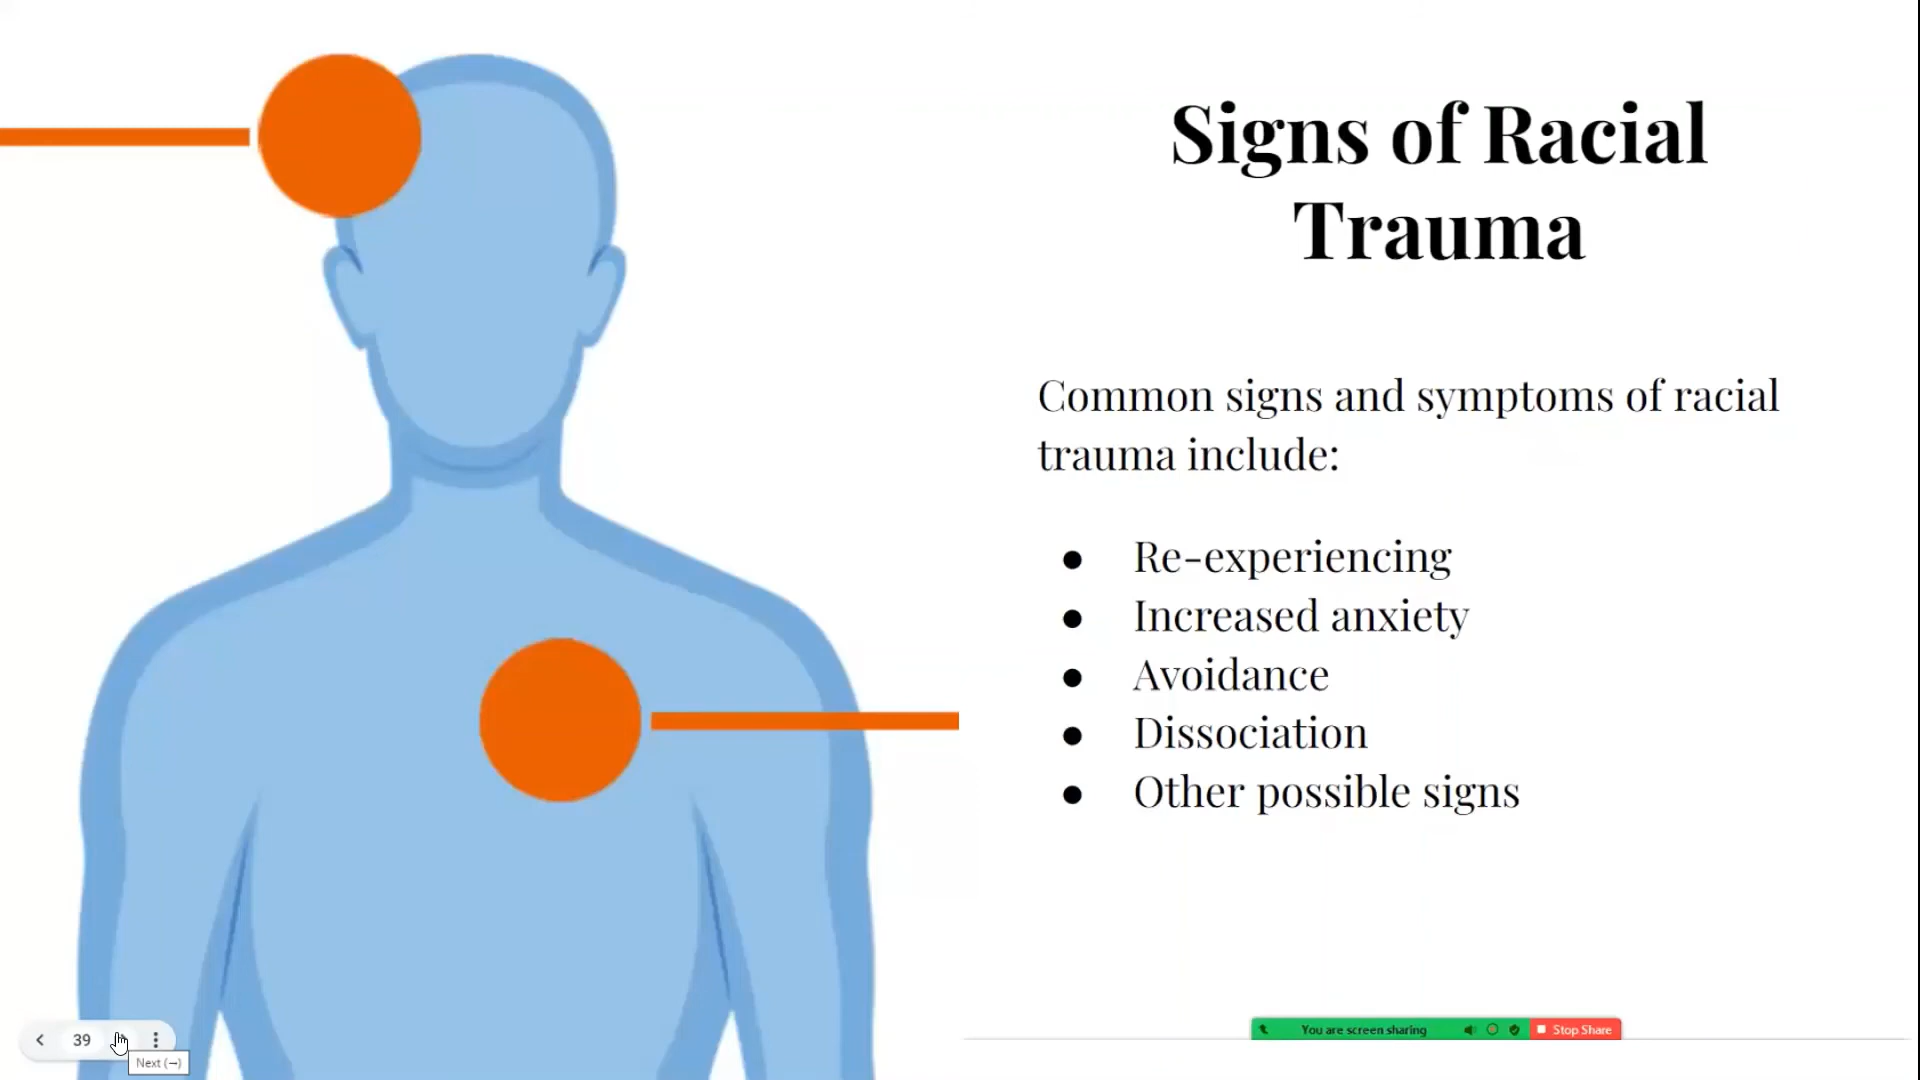 Signs of Racial
Trauma
Common signs and symptoms of racial
trauma include:
● Re-experiencing
● Increased anxiety
● Avoidance
● Dissociation
● Other possible signs
You are screen sharing
Stop Share
39
Next (→)